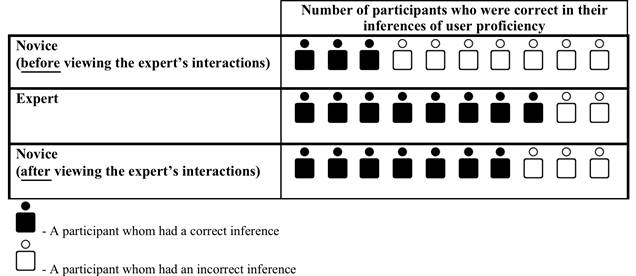 Number of participants who were correct in their
inferences of user proficiency
Novice
(before viewing the expert's interactions)
Expert
Novice
(after viewing the expert's interactions)
- A participant whom had a correct inference
- A participant whom had an incorrect inference